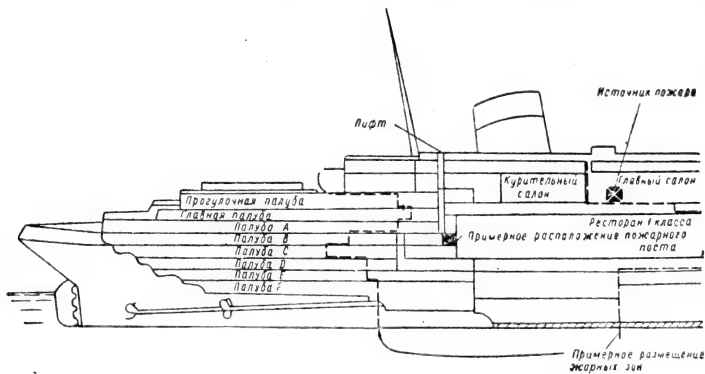 Источник пожара
Лифт
Курительный
салон
Главный салон
Прогулочная палуба
Главная палуба
Палуба А
Палуба В
Палуба С
Палуба D
Палуба E
Палуба F
Ресторан 1 класса
Примерное расположение пожарного
поста
Примерное размещение
жарных зон